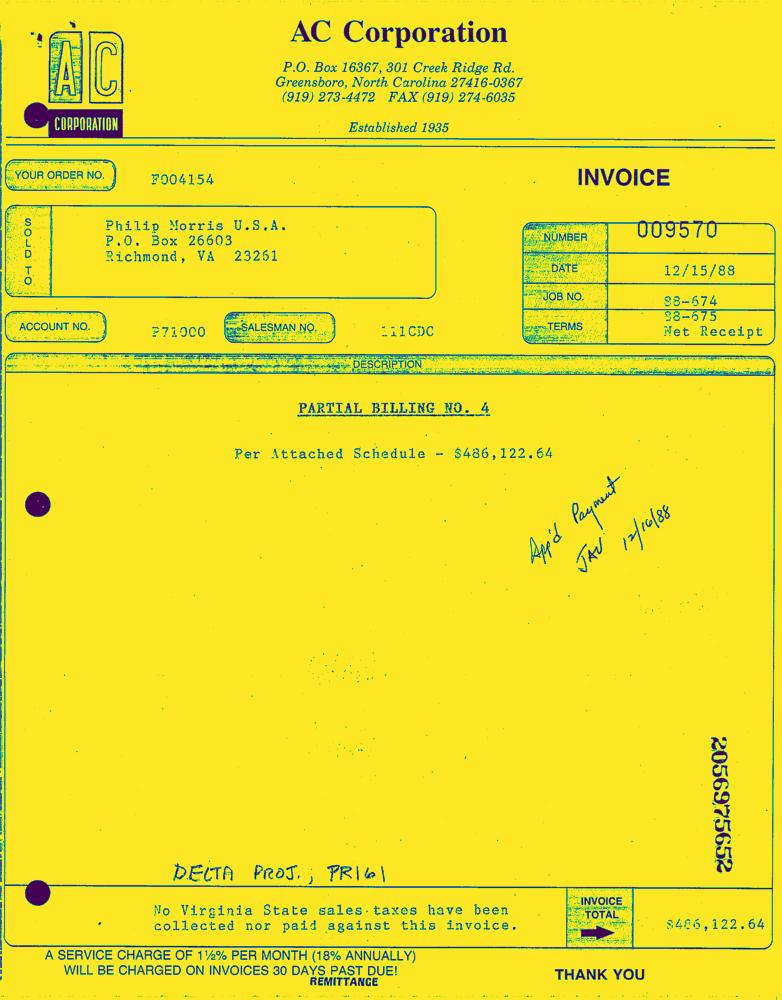 AC Corporation
AC
CORPORATION
P.O. Box 16367, 301 Creek Ridge Rd.
Greensboro, North Carolina 27416-0367
(919) 273-4472 FAX (919) 274-6035
Established 1935
YOUR ORDER NO. F004154
INVOICE
SOLD TO
Philip Morris U.S.A.
P.O. Box 26603
Richmond, VA 23261
NUMBER 009570
DATE 12/15/88
JOB NO. 88-674
88-675
TERMS Net Receipt
ACCOUNT NO. P71000 SALESMAN NO. 111CDC
DESCRIPTION
PARTIAL BILLING NO. 4
Per Attached Schedule - $486,122.64
App'd Payment
JAV 12/16/88
2056975652
DELTA PROJ.; PR161
No Virginia State sales taxes have been
collected nor paid against this invoice.
INVOICE
TOTAL
$486,122.64
A SERVICE CHARGE OF 1½% PER MONTH (18% ANNUALLY)
WILL BE CHARGED ON INVOICES 30 DAYS PAST DUE!
REMITTANCE
THANK YOU